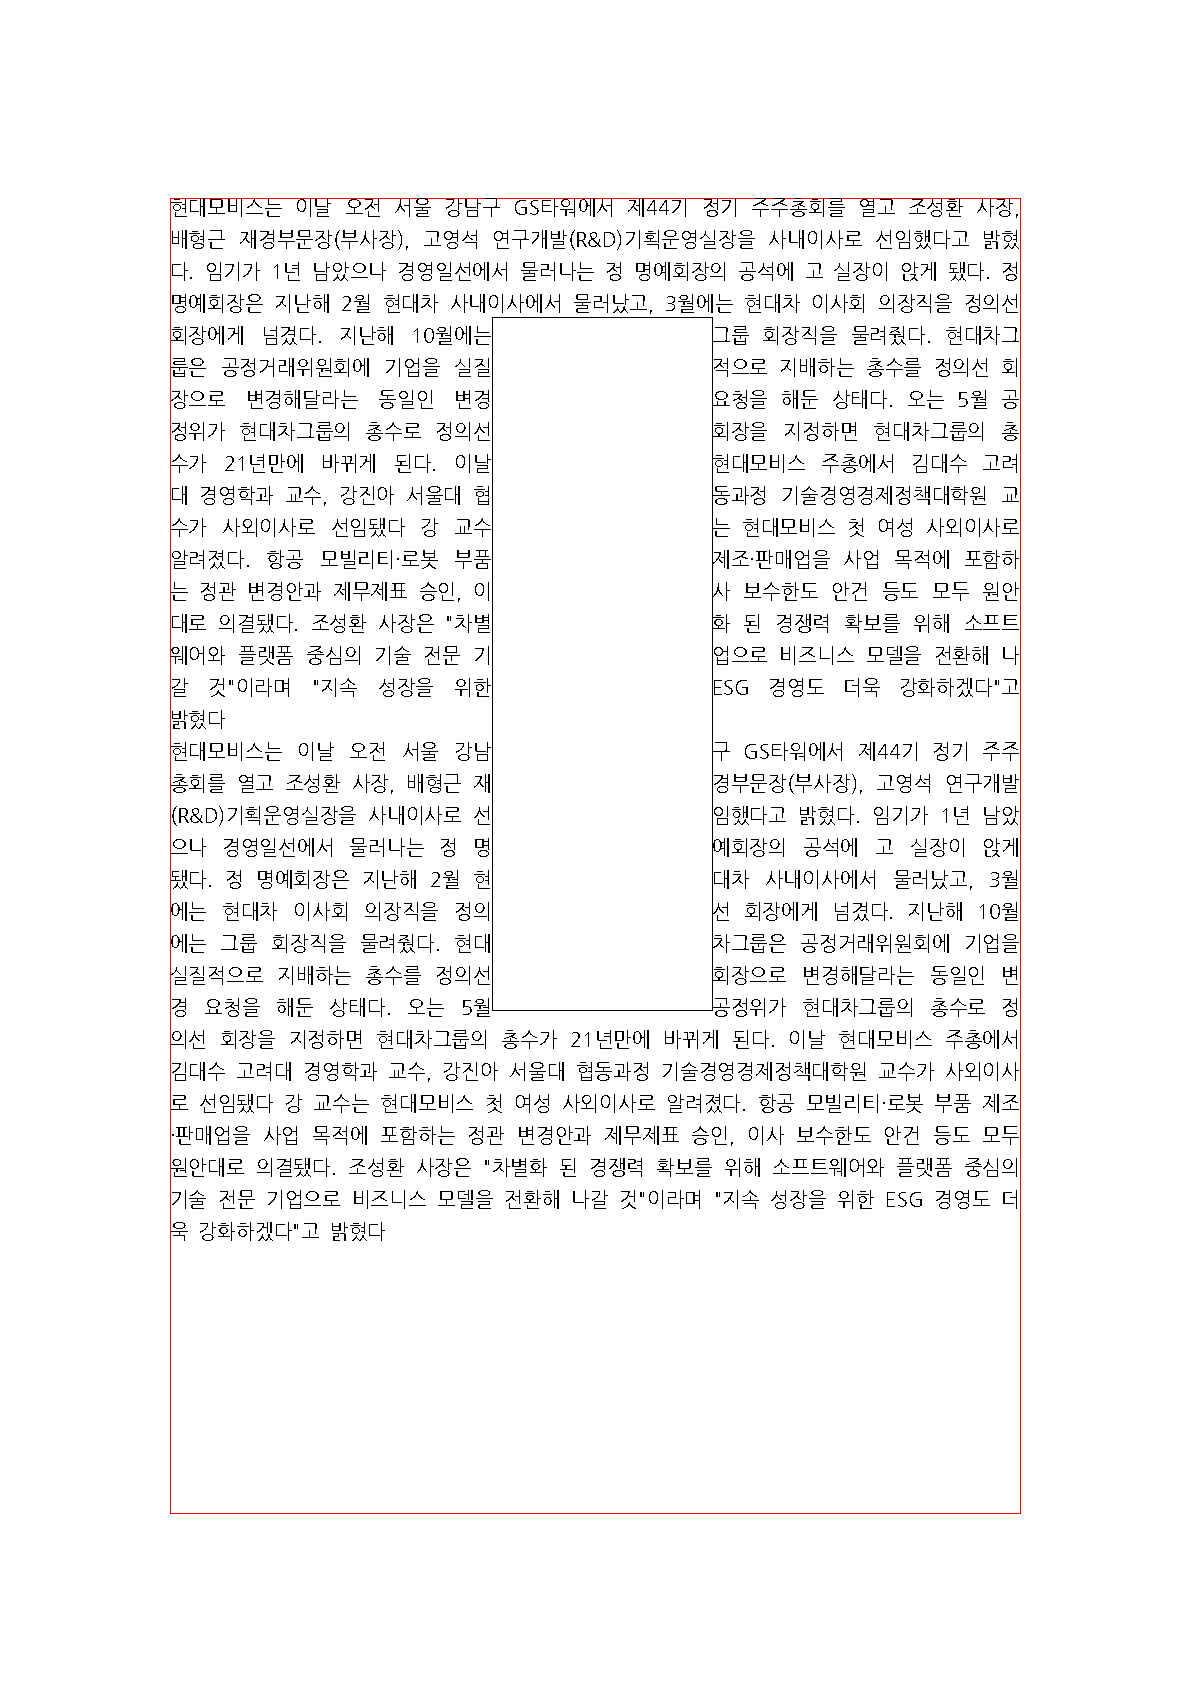 현대모비스는 이날 오전 서울 강남구 GS타워에서 제44기 정기 주주총회를 열고 조성환 사장,
배형근 재경부문장(부사장), 고영석 연구개발(R&D)기획운영실장을 사내이사로 선임했다고 밝혔
다. 임기가 1년 남았으나 경영일선에서 물러나는 정 명예회장의 공석에 고 실장이 앉게 됐다. 정
명예회장은 지난해 2월 현대차 사내이사에서 물러났고, 3월에는 현대차 이사회 의장직을 정의선
회장에게 넘겼다. 지난해 10월에는 그룹 회장직을 물려줬다. 현대차그
룹은 공정거래위원회에 기업을 실질적으로 지배하는 총수를 정의선 회
장으로 변경해달라는 동일인 변경 요청을 해둔 상태다. 오는 5월 공
정위가 현대차그룹의 총수로 정의선 회장을 지정하면 현대차그룹의 총
수가 21년만에 바뀌게 된다. 이날 현대모비스 주총에서 김대수 고려
대 경영학과 교수, 강진아 서울대 협동과정 기술경영경제정책대학원 교
수가 사외이사로 선임됐다 강 교수는 현대모비스 첫 여성 사외이사로
알려졌다. 항공 모빌리티·로봇 부품 제조·판매업을 사업 목적에 포함하
는 정관 변경안과 제무제표 승인, 이사 보수한도 안건 등도 모두 원안
대로 의결됐다. 조성환 사장은 "차별화 된 경쟁력 확보를 위해 소프트
웨어와 플랫폼 중심의 기술 전문 기업으로 비즈니스 모델을 전환해 나
갈 것"이라며 "지속 성장을 위한 ESG 경영도 더욱 강화하겠다"고
밝혔다
현대모비스는 이날 오전 서울 강남구 GS타워에서 제44기 정기 주주
총회를 열고 조성환 사장, 배형근 재경부문장(부사장), 고영석 연구개발
(R&D)기획운영실장을 사내이사로 선임했다고 밝혔다. 임기가 1년 남았
으나 경영일선에서 물러나는 정 명예회장의 공석에 고 실장이 앉게
됐다. 정 명예회장은 지난해 2월 현대차 사내이사에서 물러났고, 3월
에는 현대차 이사회 의장직을 정의선 회장에게 넘겼다. 지난해 10월
에는 그룹 회장직을 물려줬다. 현대차그룹은 공정거래위원회에 기업을
실질적으로 지배하는 총수를 정의선 회장으로 변경해달라는 동일인 변
경 요청을 해둔 상태다. 오는 5월 공정위가 현대차그룹의 총수로 정
의선 회장을 지정하면 현대차그룹의 총수가 21년만에 바뀌게 된다. 이날 현대모비스 주총에서
김대수 고려대 경영학과 교수, 강진아 서울대 협동과정 기술경영경제정책대학원 교수가 사외이사
로 선임됐다 강 교수는 현대모비스 첫 여성 사외이사로 알려졌다. 항공 모빌리티·로봇 부품 제조
·판매업을 사업 목적에 포함하는 정관 변경안과 제무제표 승인, 이사 보수한도 안건 등도 모두
원안대로 의결됐다. 조성환 사장은 "차별화 된 경쟁력 확보를 위해 소프트웨어와 플랫폼 중심의
기술 전문 기업으로 비즈니스 모델을 전환해 나갈 것"이라며 "지속 성장을 위한 ESG 경영도 더
욱 강화하겠다"고 밝혔다